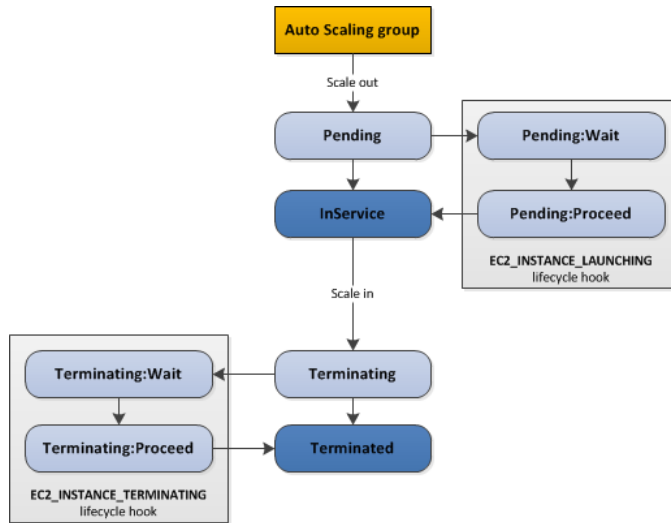 Auto Scaling group
Scale out
Pending
Pending:Wait
InService
Pending:Proceed
EC2_INSTANCE_LAUNCHING
lifecycle hook
Scale in
Terminating:Wait
Terminating
Terminating:Proceed
Terminated
EC2_INSTANCE_TERMINATING
lifecycle hook